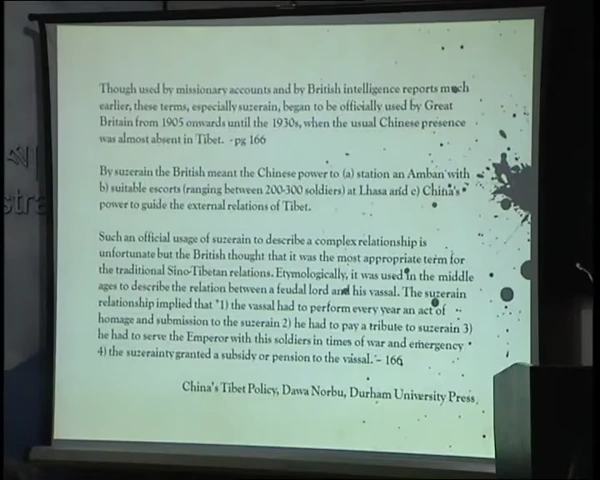 Though used by missionary accounts and by British intelligence reports much
earlier, these terms, especially suzerain, began to be officially used by Great
Britain from 1905 onwards until the 1930s, when the usual Chinese presence
was almost absent in Tibet. - pg 166
By suzerain the British meant the Chinese power to (a) station an Amban with
b) suitable escorts (ranging between 200-300 soldiers) at Lhasa and c) China's
power to guide the external relations of Tibet.
Such an official usage of suzerain to describe a complex relationship is
unfortunate but the British thought that it was the most appropriate term for
the traditional Sino-Tibetan relations. Etymologically, it was used in the middle
ages to describe the relation between a feudal lord and his vassal. The suzerain
relationship implied that "1) the vassal had to perform every year an act of
homage and submission to the suzerain 2) he had to pay a tribute to suzerain 3)
he had to serve the Emperor with this soldiers in times of war and emergency
4) the suzerainty granted a subsidy or pension to the vassal." – 166
China's Tibet Policy, Dawa Norbu, Durham University Press